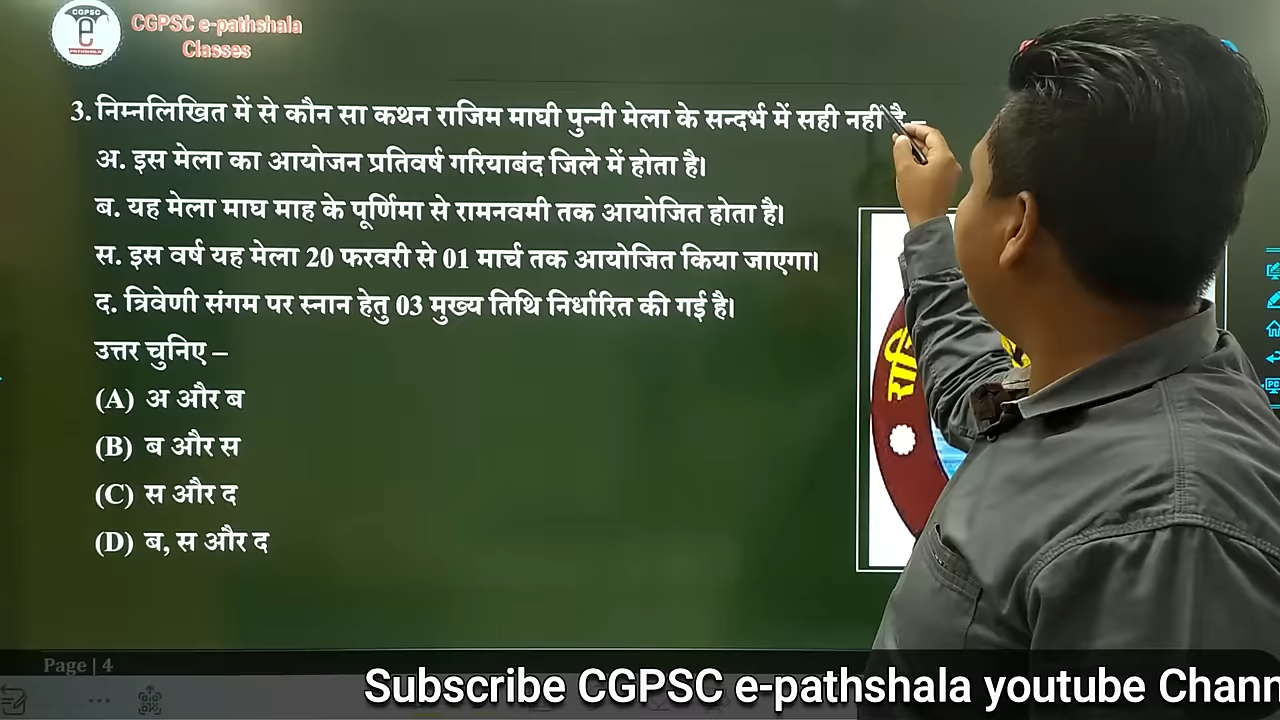 CGPSC
e
PATHSHALA
CGPSC e-pathshala
Classes
3. निम्नलिखित में से कौन सा कथन राजिम माघी पुन्नी मेला के सन्दर्भ में सही नहीं है –
अ. इस मेला का आयोजन प्रतिवर्ष गरियाबंद जिले में होता है।
ब. यह मेला माघ माह के पूर्णिमा से रामनवमी तक आयोजित होता है।
स. इस वर्ष यह मेला 20 फरवरी से 01 मार्च तक आयोजित किया जाएगा।
द. त्रिवेणी संगम पर स्नान हेतु 03 मुख्य तिथि निर्धारित की गई है।
उत्तर चुनिए –
(A) अ और ब
(B) ब और स
(C) स और द
(D) ब, स और द
Page | 4
Subscribe CGPSC e-pathshala youtube Chann